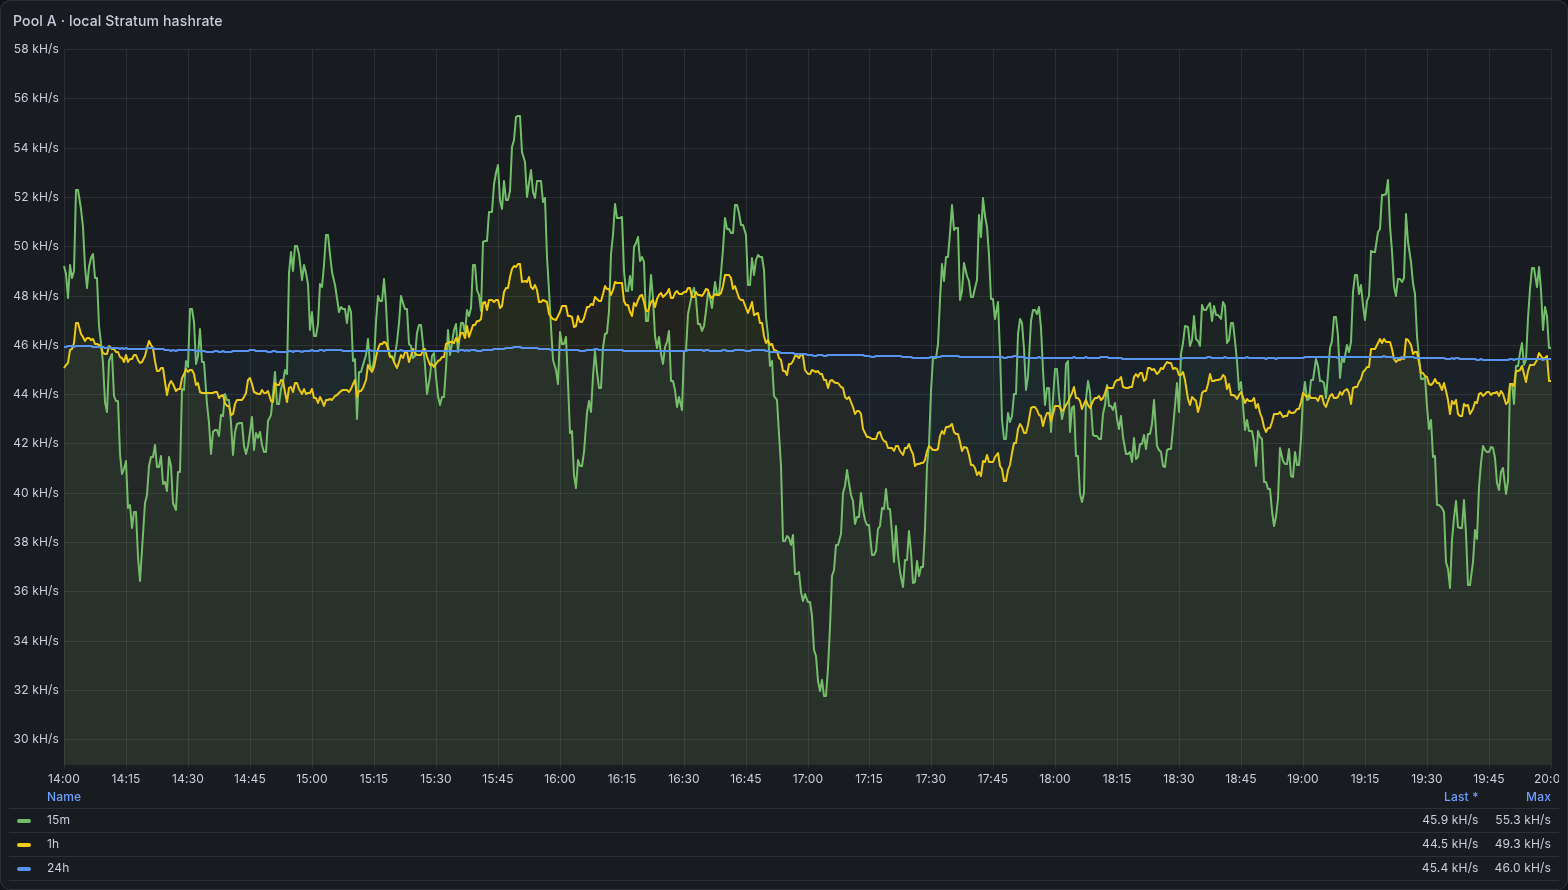 Pool A · local Stratum hashrate
58 kH/s
56 kH/s
54 kH/s
52 kH/s
50 kH/s
48 kH/s
46 kH/s
44 kH/s
42 kH/s
40 kH/s
38 kH/s
36 kH/s
34 kH/s
32 kH/s
30 kH/s
14:00 14:15 14:30 14:45 15:00 15:15 15:30 15:45 16:00 16:15 16:30 16:45 17:00 17:15 17:30 17:45 18:00 18:15 18:30 18:45 19:00 19:15 19:30 19:45 20:0
Name Last * Max
15m 45.9 kH/s 55.3 kH/s
1h 44.5 kH/s 49.3 kH/s
24h 45.4 kH/s 46.0 kH/s